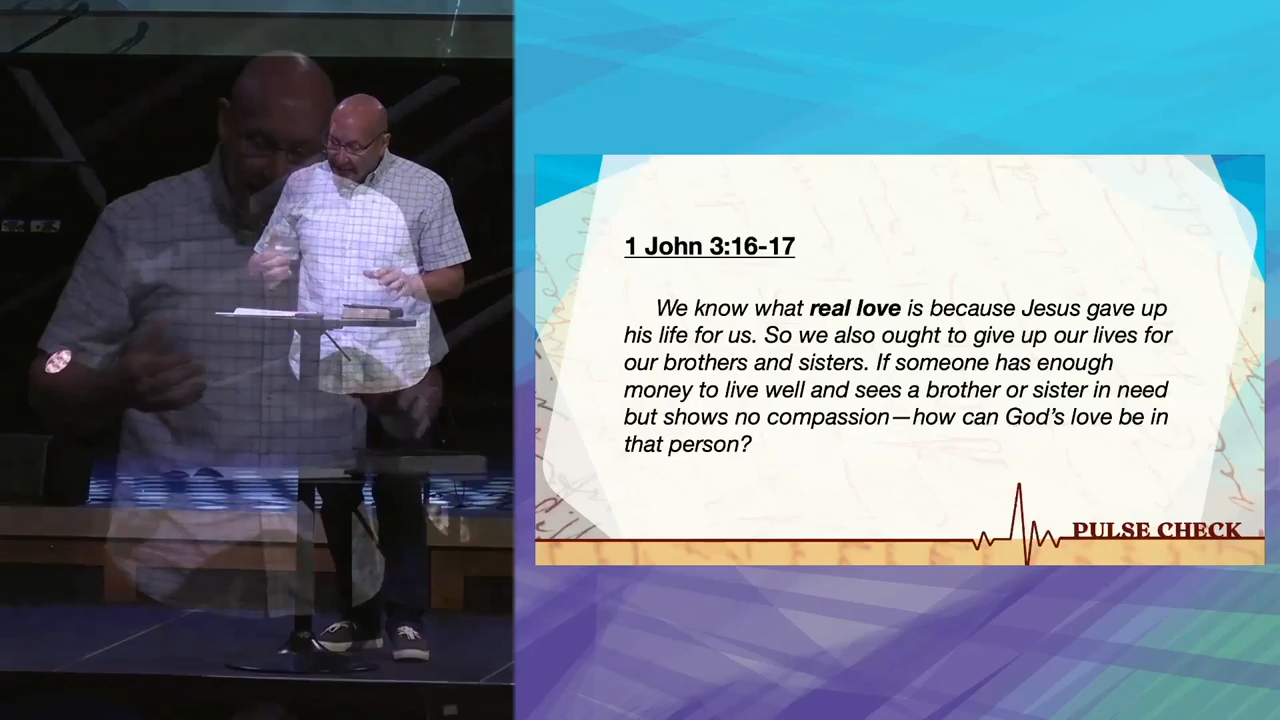 1 John 3:16-17
We know what real love is because Jesus gave up
his life for us. So we also ought to give up our lives for
our brothers and sisters. If someone has enough
money to live well and sees a brother or sister in need
but shows no compassion—how can God’s love be in
that person?
PULSE CHECK